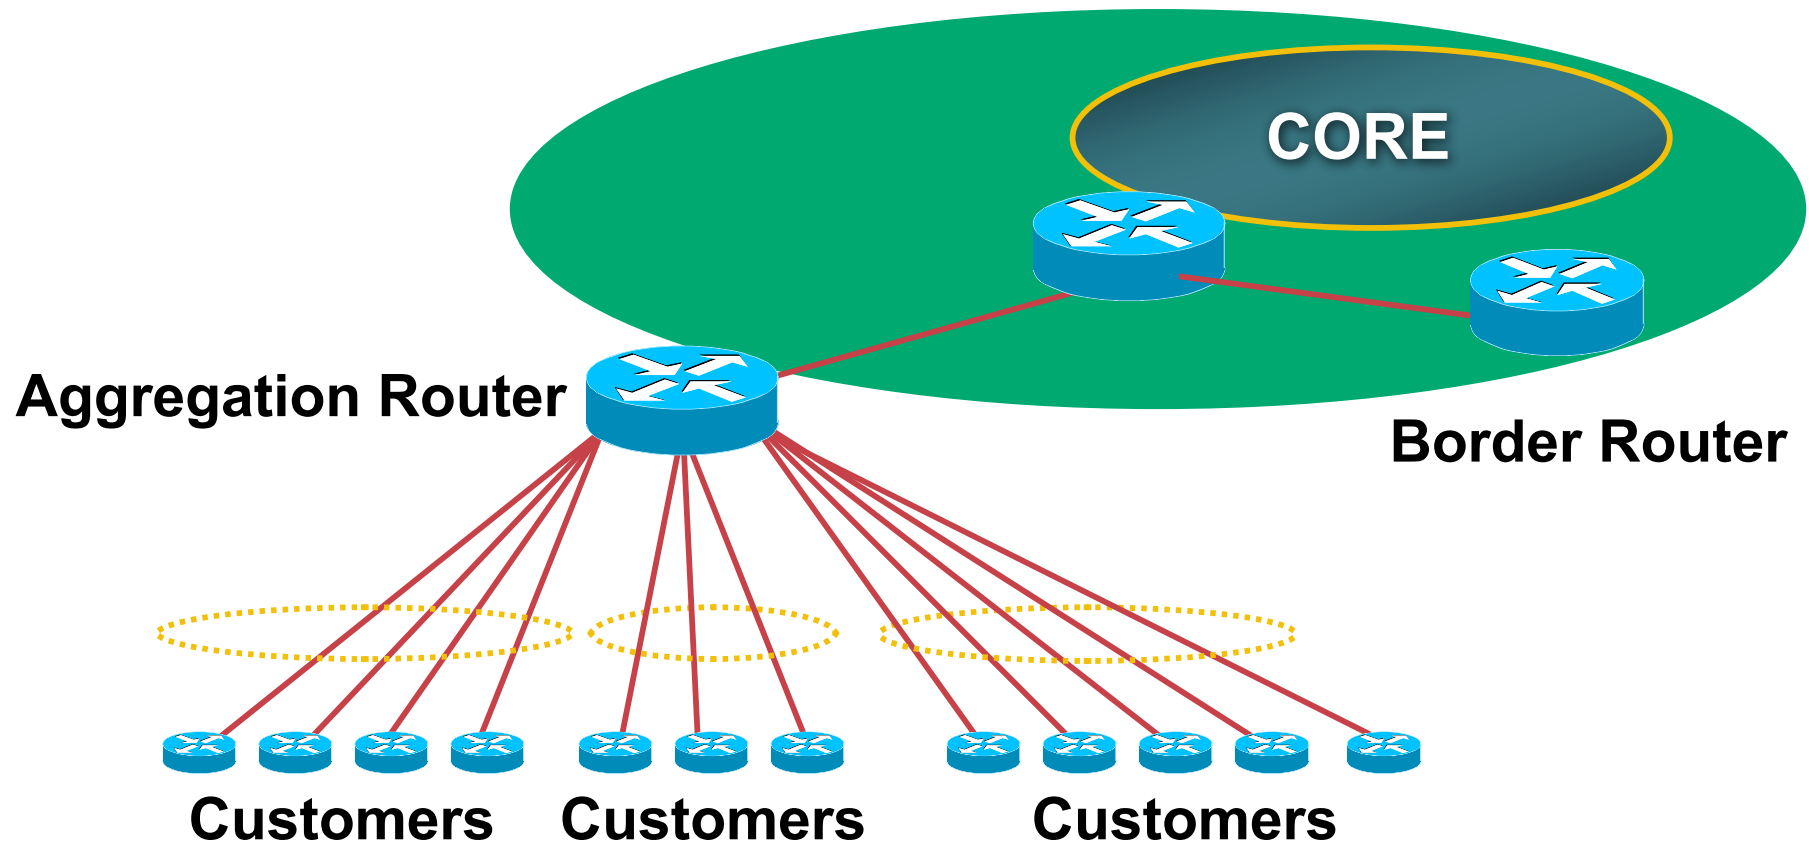 CORE
Aggregation Router
Border Router
Customers
Customers
Customers